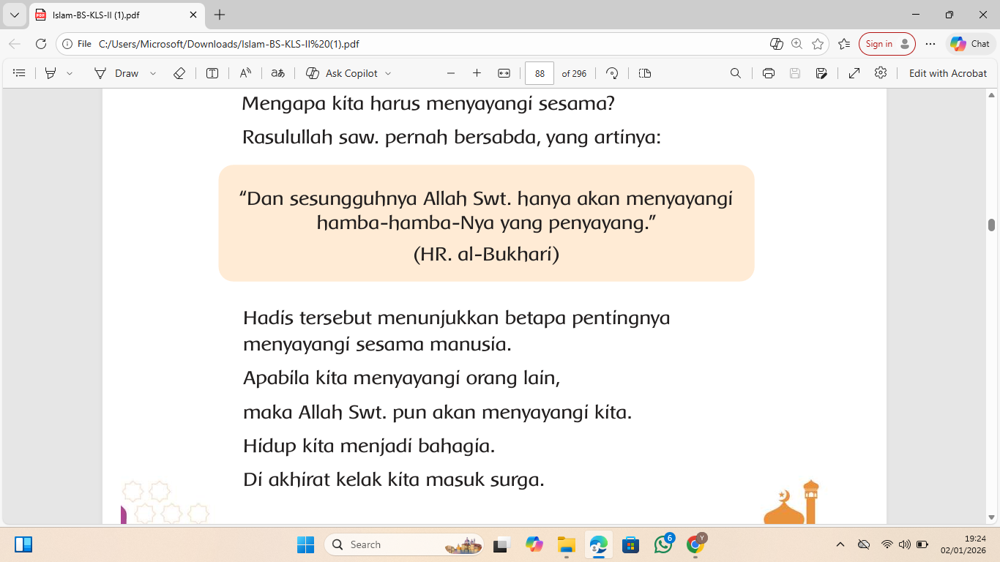 Islam-BS-KLS-II (1).pdf
File C:/Users/Microsoft/Downloads/Islam-BS-KLS-II%20(1).pdf
Sign in
Chat
Draw
Ask Copilot
88 of 296
Edit with Acrobat
Mengapa kita harus menyayangi sesama?
Rasulullah saw. pernah bersabda, yang artinya:
“Dan sesungguhnya Allah Swt. hanya akan menyayangi
hamba-hamba-Nya yang penyayang.”
(HR. al-Bukhari)
Hadis tersebut menunjukkan betapa pentingnya
menyayangi sesama manusia.
Apabila kita menyayangi orang lain,
maka Allah Swt. pun akan menyayangi kita.
Hidup kita menjadi bahagia.
Di akhirat kelak kita masuk surga.
Search
6
Y
19:24
02/01/2026